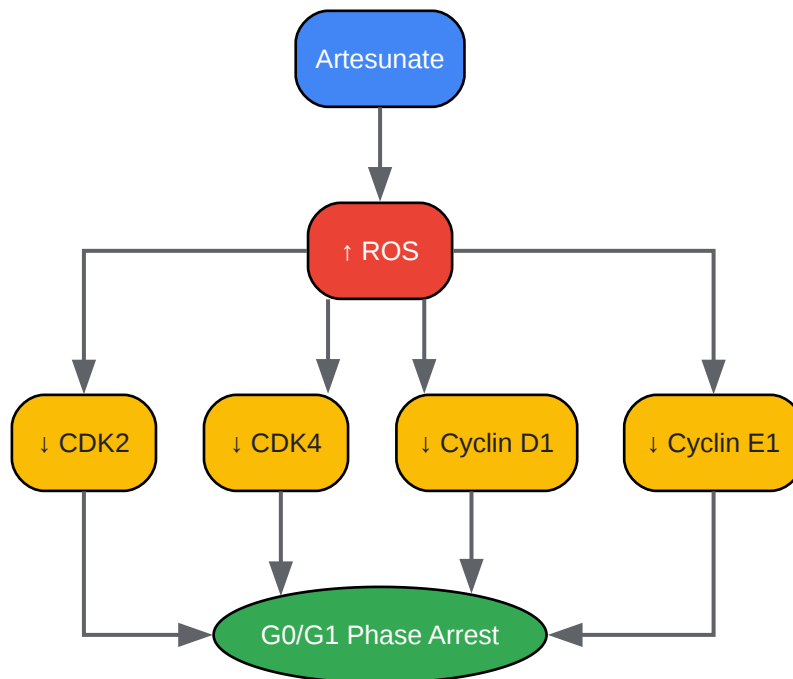 Artesunate
↑ ROS
↓ CDK2
↓ CDK4
↓ Cyclin D1
↓ Cyclin E1
G0/G1 Phase Arrest